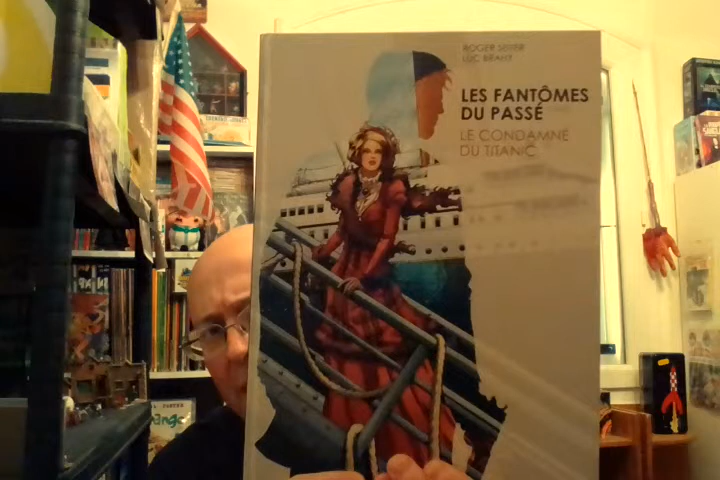 ROGER SEITER
LUC BRAHY
LES FANTÔMES
DU PASSÉ
LE CONDAMNÉ
DU TITANIC